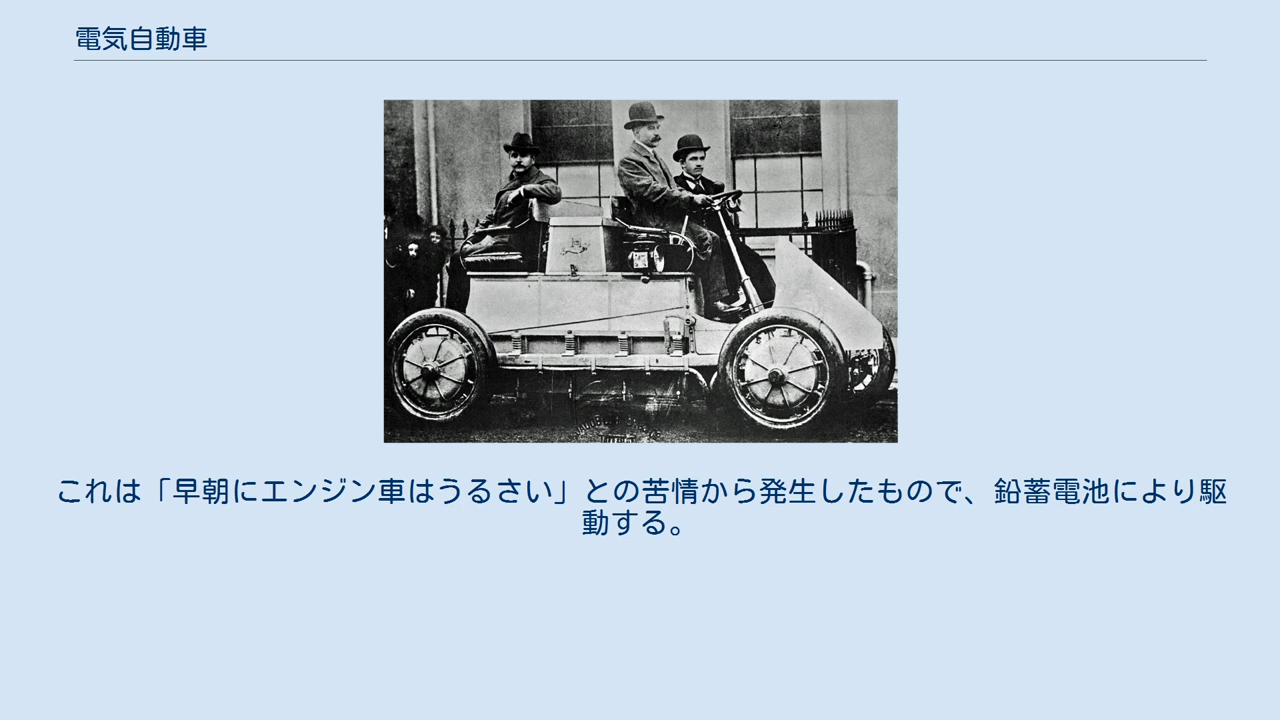 電気自動車
これは「早朝にエンジン車はうるさい」との苦情から発生したもので、鉛蓄電池により駆
動する。